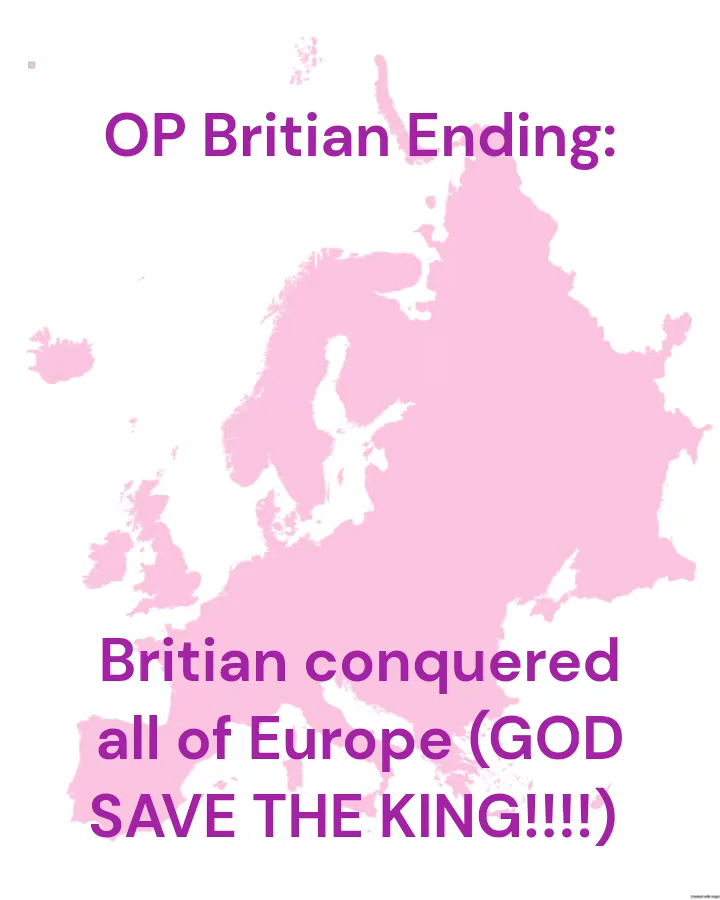 OP Britian Ending:
Britian conquered
all of Europe (GOD
SAVE THE KING!!!!)